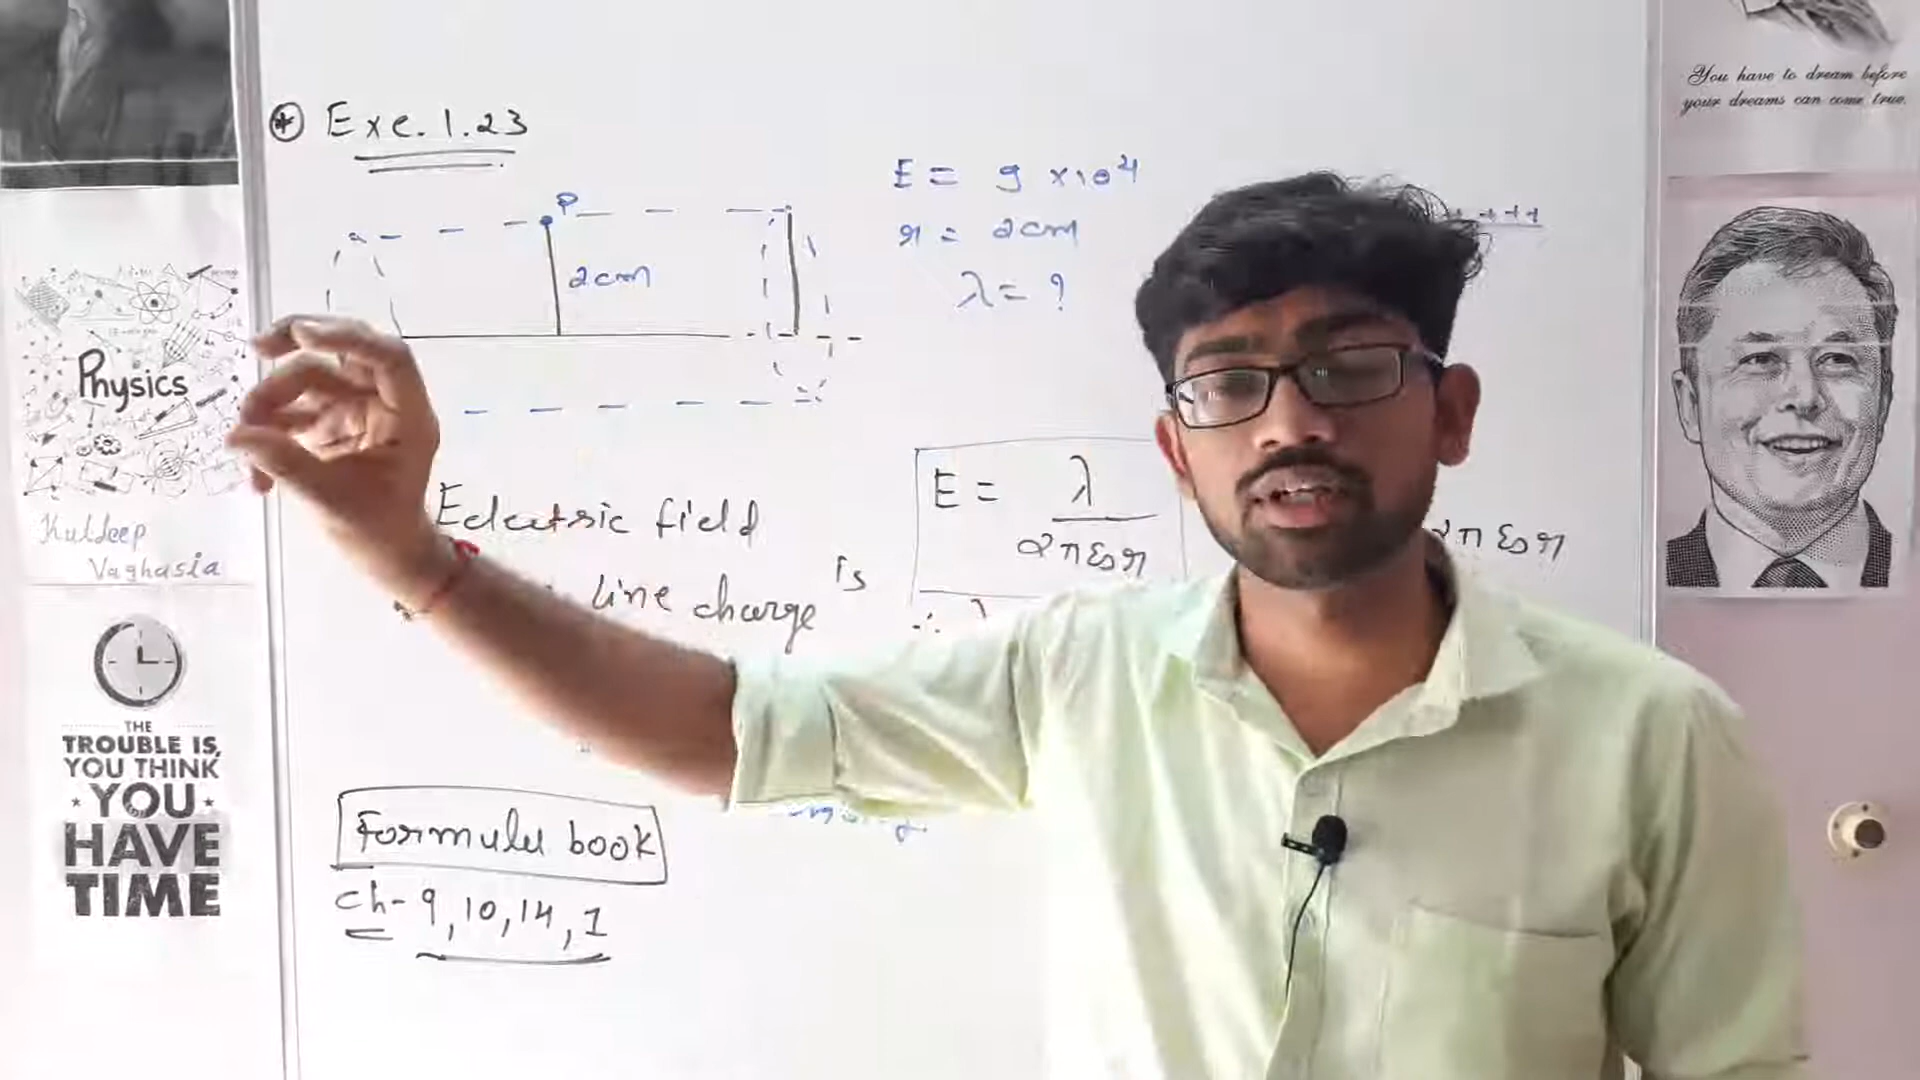 You have to dream before
your dreams can come true.
Exe. 1.23
E = 9 × 10⁴
r = 2cm
λ = ?
P
2cm
++++
Physics
Kuldeep
Vaghasia
Eelctric field
line charge is
E = λ / 2πε₀r
2πε₀r
∴ λ
THE
TROUBLE IS,
YOU THINK
· YOU ·
HAVE
TIME
Formula book
ch- 9, 10, 14, 1